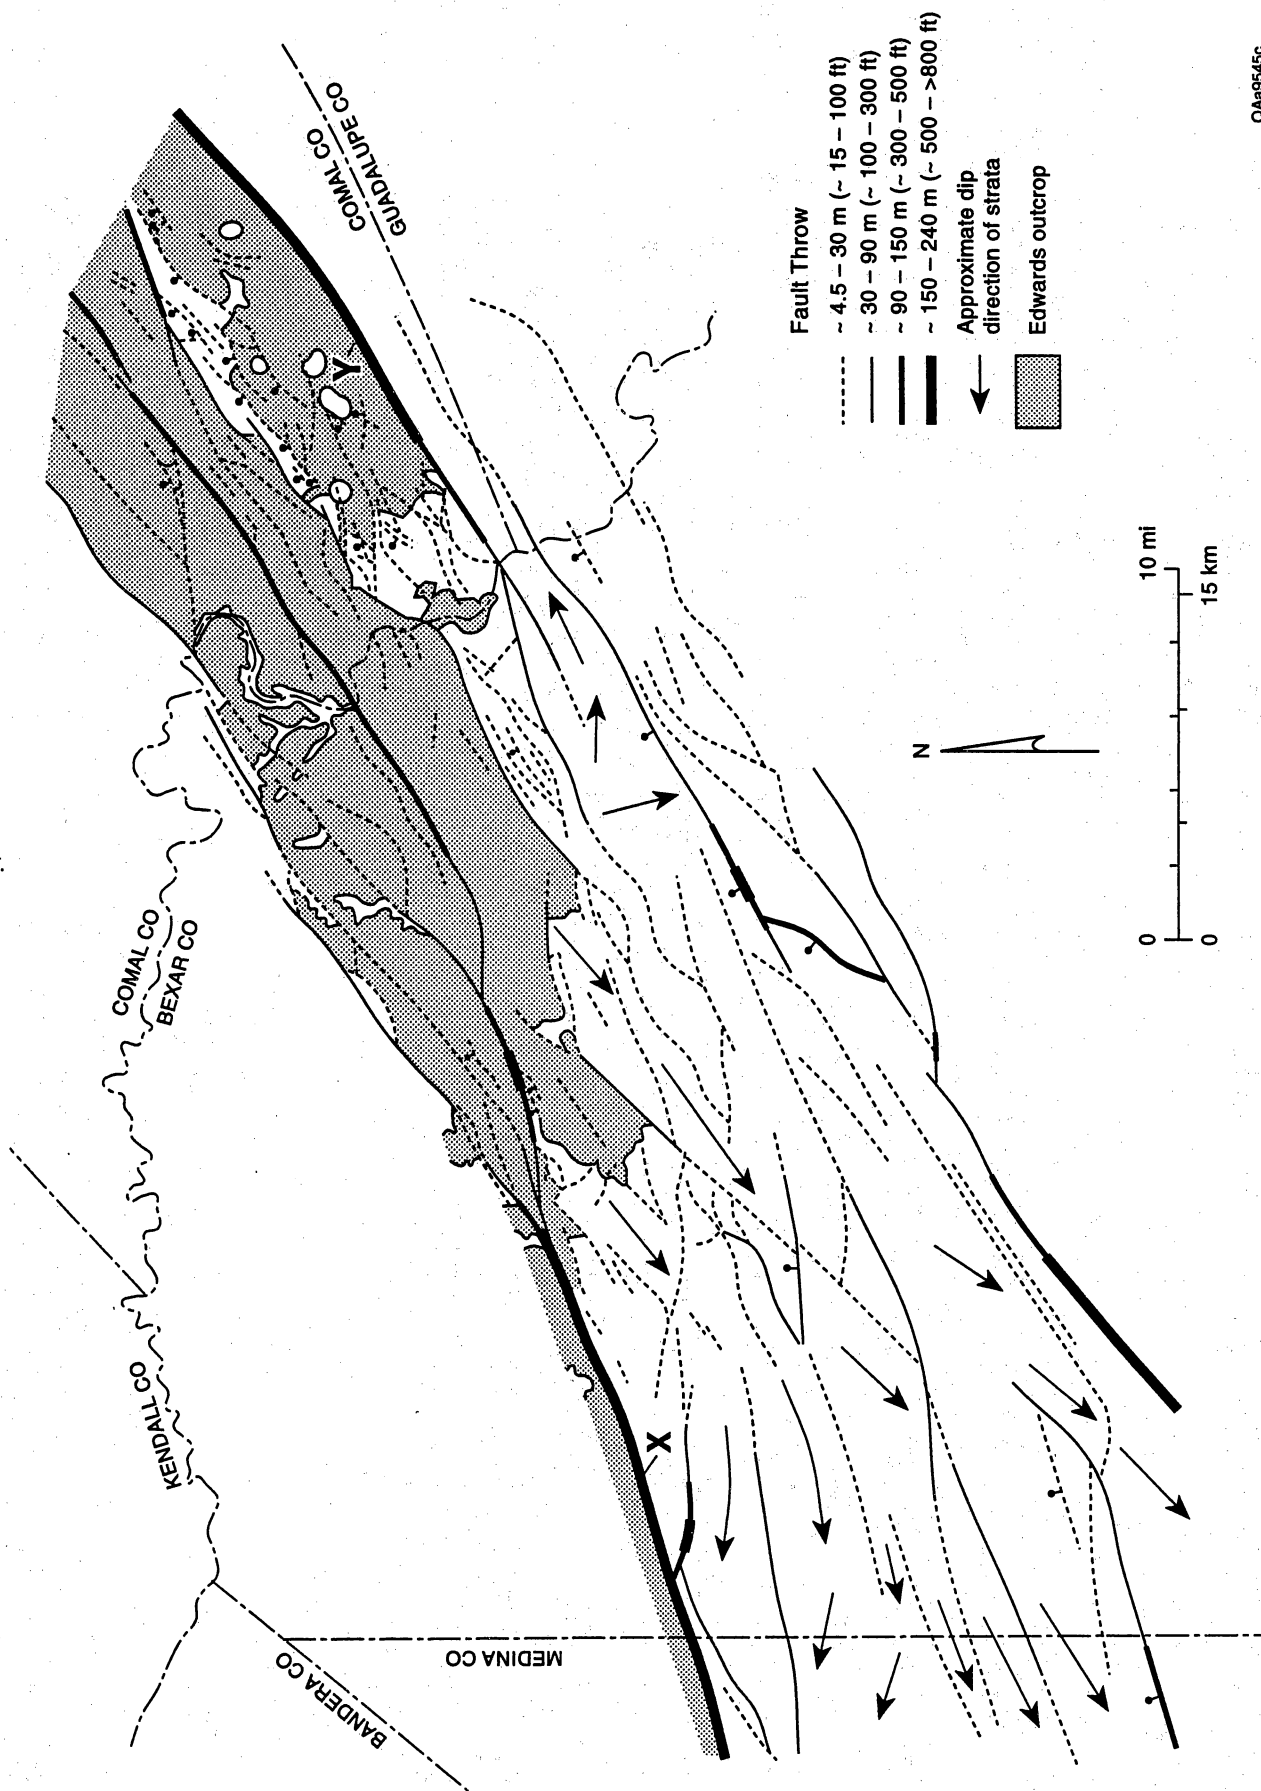 KENDALL CO
BANDERA CO
MEDINA CO
COMAL CO
BEXAR CO
COMAL CO
GUADALUPE CO
X
Y
N
0
10 mi
0
15 km
Fault Throw
~ 4.5 – 30 m (~ 15 – 100 ft)
~ 30 – 90 m (~ 100 – 300 ft)
~ 90 – 150 m (~ 300 – 500 ft)
~ 150 – 240 m (~ 500 – >800 ft)
Approximate dip
direction of strata
Edwards outcrop
QAa9545c